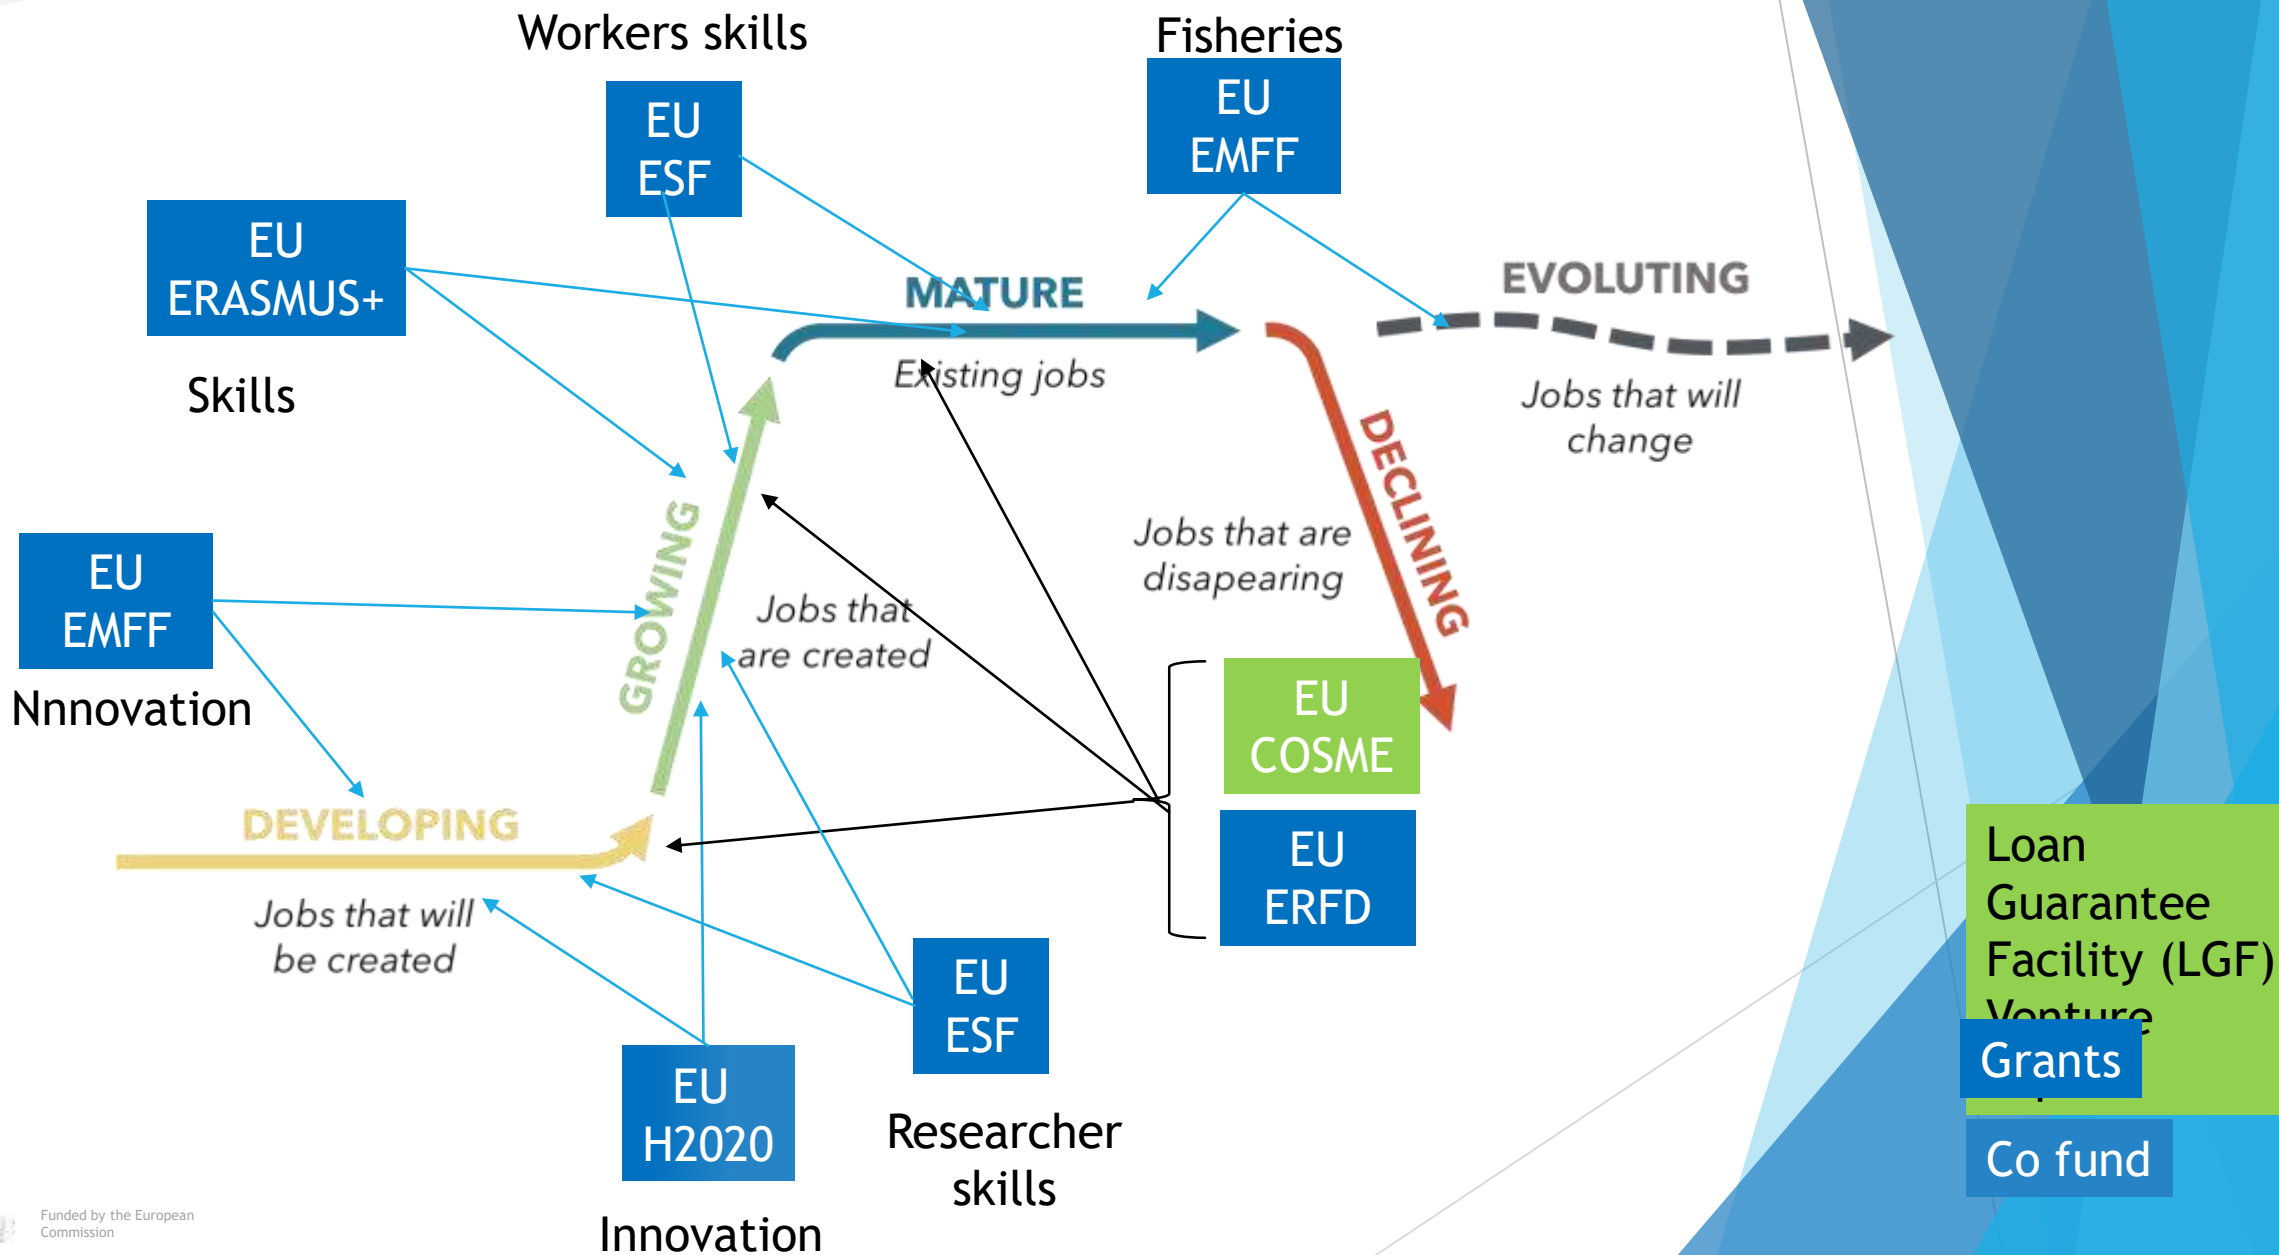 Workers skills
Fisheries
EU
ESF
EU
EMFF
EU
ERASMUS+
Skills
MATURE
Existing jobs
EVOLUTING
Jobs that will
change
DECLINING
Jobs that are
disapearing
EU
EMFF
Nnnovation
GROWING
Jobs that
are created
EU
COSME
EU
ERFD
DEVELOPING
Jobs that will
be created
EU
ESF
Researcher
skills
EU
H2020
Innovation
Loan
Guarantee
Facility (LGF)
Venture
Grants
Co fund
Funded by the European
Commission